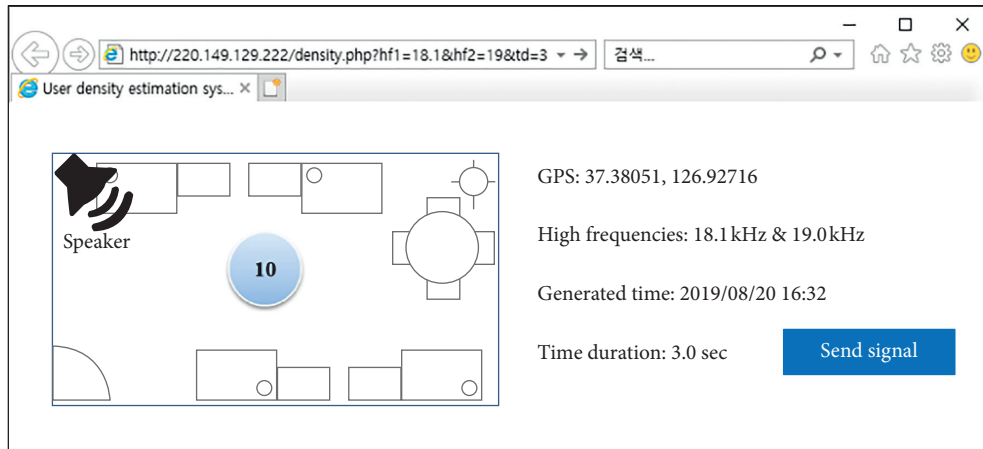 http://220.149.129.222/density.php?hf1=18.1&hf2=19&td=3
검색...
User density estimation sys...
Speaker
10
GPS: 37.38051, 126.92716
High frequencies: 18.1 kHz & 19.0 kHz
Generated time: 2019/08/20 16:32
Time duration: 3.0 sec
Send signal